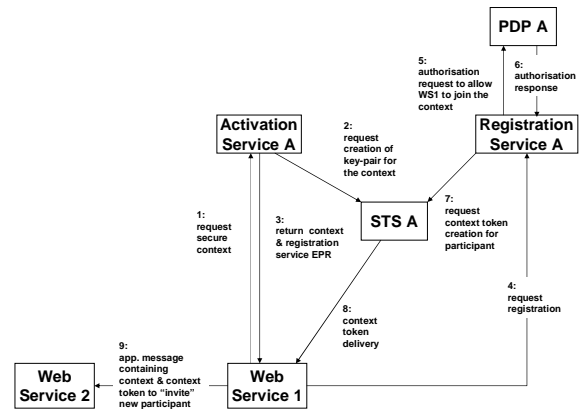 PDP A
5:
authorisation
request to allow
WS1 to join the
context
6:
authorisation
response
Activation
Service A
2:
request
creation of
key-pair for
the context
Registration
Service A
STS A
1:
request
secure
context
3:
return context
& registration
service EPR
7:
request
context token
creation for
participant
4:
request
registration
8:
context
token
delivery
9:
app. message
containing
context & context
token to “invite”
new participant
Web
Service 2
Web
Service 1